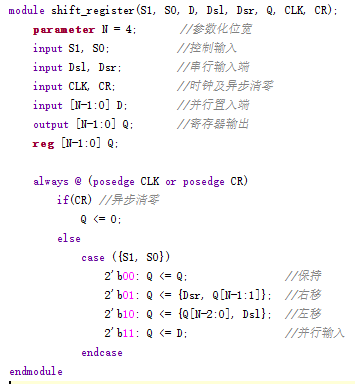 module shift_register(S1, S0, D, Dsl, Dsr, Q, CLK, CR);
parameter N = 4; //参数化位宽
input S1, S0; //控制输入
input Dsl, Dsr; //串行输入端
input CLK, CR; //时钟及异步清零
input [N-1:0] D; //并行置入端
output [N-1:0] Q; //寄存器输出
reg [N-1:0] Q;
always @ (posedge CLK or posedge CR)
if(CR) //异步清零
Q <= 0;
else
case ({S1, S0})
2'b00: Q <= Q; //保持
2'b01: Q <= {Dsr, Q[N-1:1]}; //右移
2'b10: Q <= {Q[N-2:0], Dsl}; //左移
2'b11: Q <= D; //并行输入
endcase
endmodule